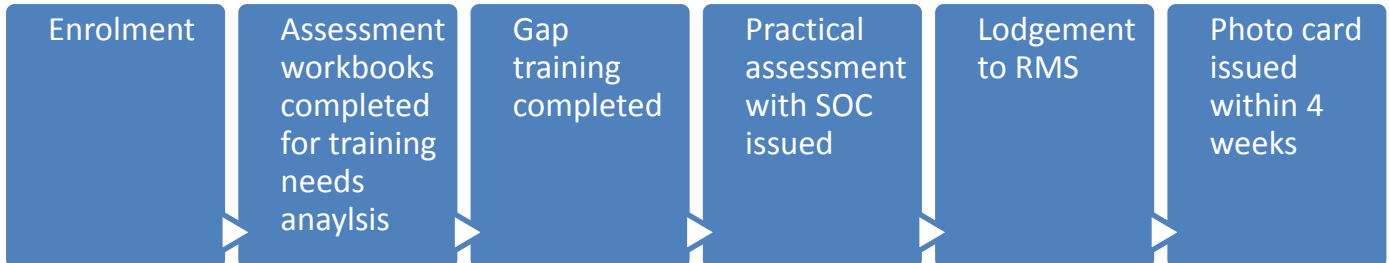 Enrolment
Assessment
workbooks
completed
for training
needs
anaylsis
Gap
training
completed
Practical
assessment
with SOC
issued
Lodgement
to RMS
Photo card
issued
within 4
weeks